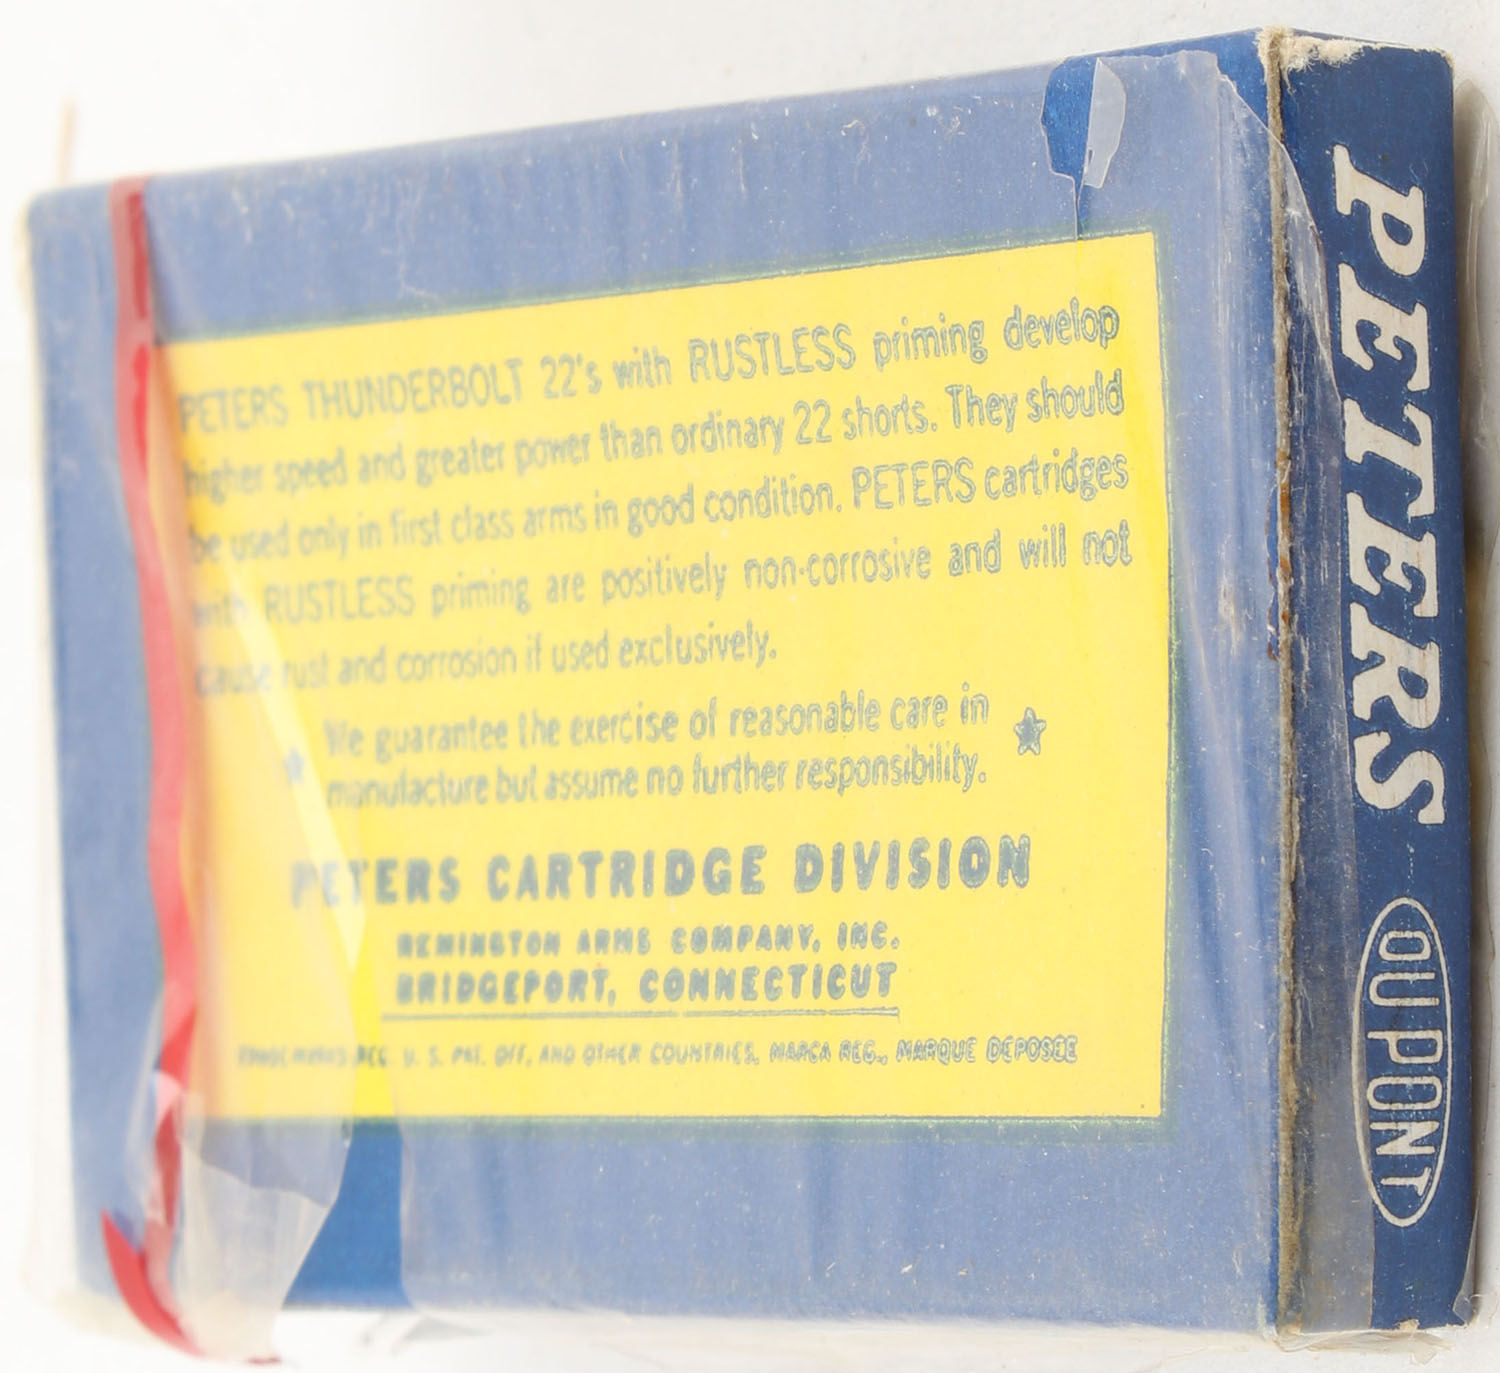 PETERS THUNDERBOLT 22's with RUSTLESS priming develop
higher speed and greater power than ordinary 22 shorts. They should
be used only in first class arms in good condition. PETERS cartridges
with RUSTLESS priming are positively non-corrosive and will not
cause rust and corrosion if used exclusively.
We guarantee the exercise of reasonable care in
manufacture but assume no further responsibility.
PETERS CARTRIDGE DIVISION
REMINGTON ARMS COMPANY, INC.
BRIDGEPORT, CONNECTICUT
TRADE MARKS REG. U. S. PAT. OFF. AND OTHER COUNTRIES, MARCA REG., MARQUE DEPOSEE
PETERS
DU PONT